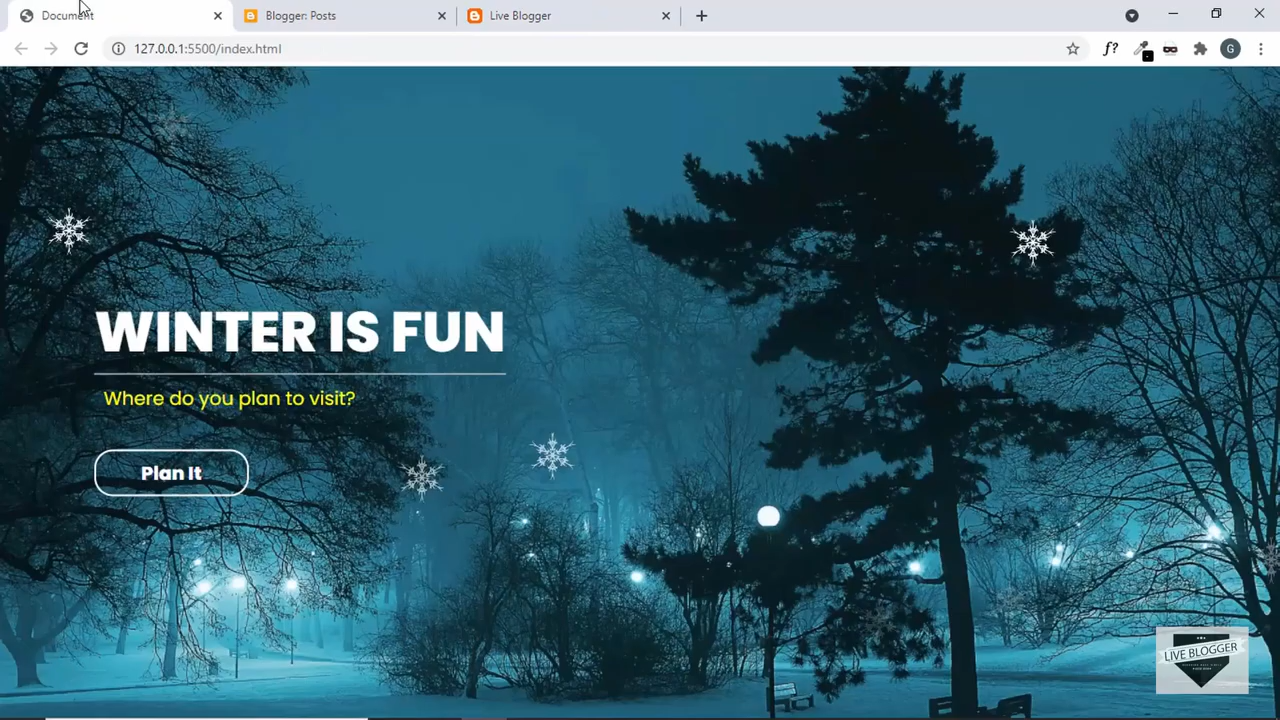 Document
Blogger: Posts
Live Blogger
127.0.0.1:5500/index.html
f?
G
WINTER IS FUN
Where do you plan to visit?
Plan It
LIVE BLOGGER